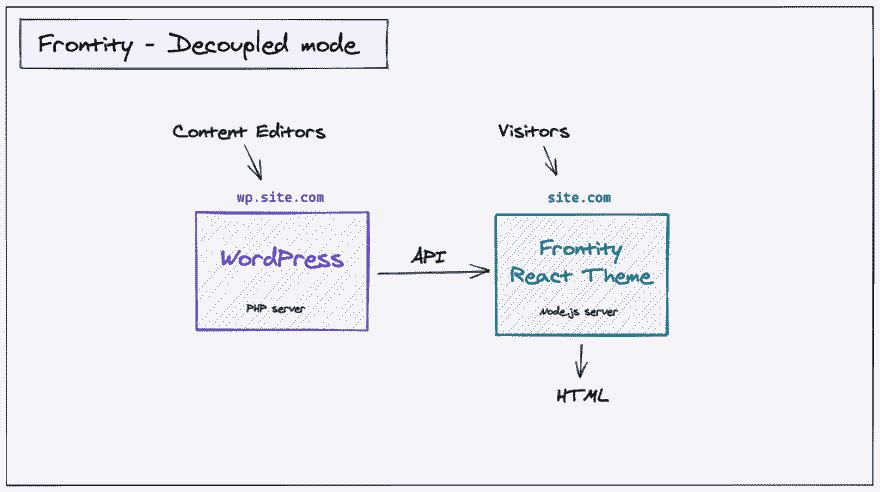 Frontity - Decoupled mode
Content Editors
wp.site.com
WordPress
PHP server
API
Visitors
site.com
Frontity
React Theme
Node.js server
HTML